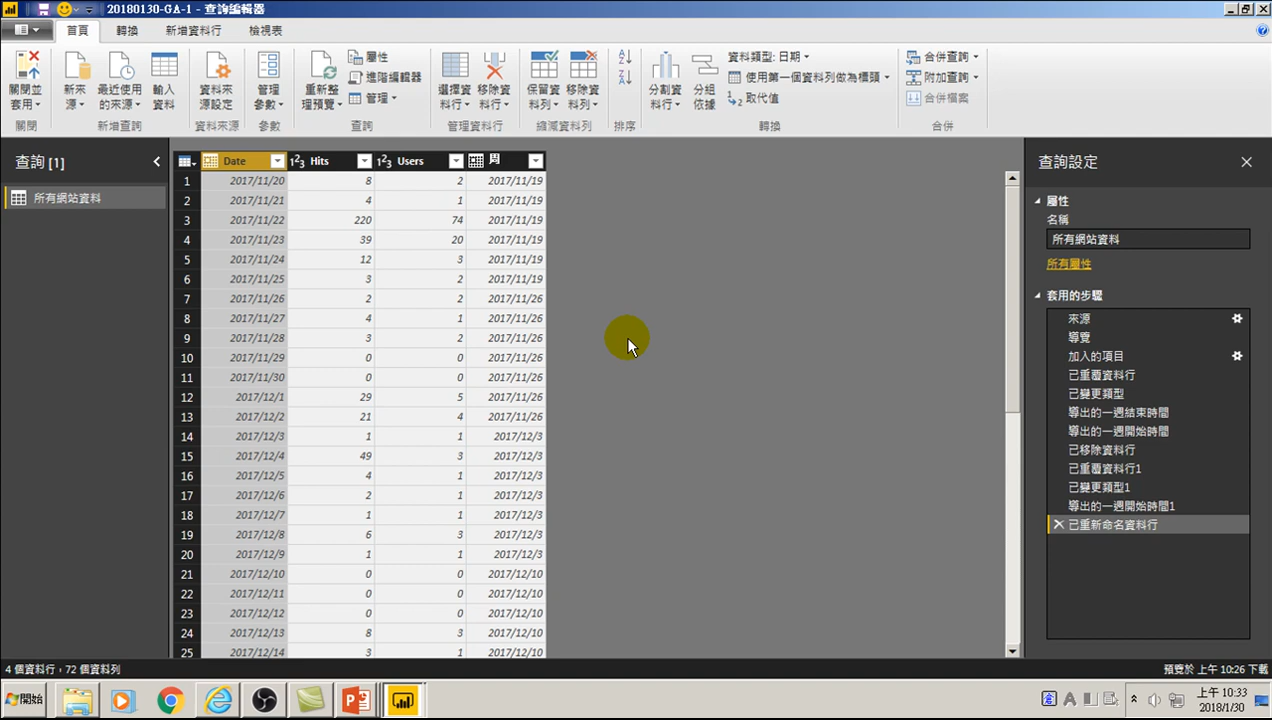 20180130-GA-1 - 查詢編輯器
首頁 轉換 新增資料行 檢視表
關閉並套用 新來源 最近使用的來源 輸入資料 資料來源設定 管理參數 重新整理預覽 屬性 進階編輯器 管理 選擇資料行 移除資料行 保留資料列 移除資料列 分割資料行 分組依據 資料類型: 日期 使用第一個資料列做為標頭 取代值 合併查詢 附加查詢 合併檔案
關閉 新增查詢 資料來源 參數 查詢 管理資料行 縮減資料列 排序 轉換 合併
查詢 [1]
所有網站資料
Date Hits Users 周
1 2017/11/20 8 2 2017/11/19
2 2017/11/21 4 1 2017/11/19
3 2017/11/22 220 74 2017/11/19
4 2017/11/23 39 20 2017/11/19
5 2017/11/24 12 3 2017/11/19
6 2017/11/25 3 2 2017/11/19
7 2017/11/26 2 2 2017/11/26
8 2017/11/27 4 1 2017/11/26
9 2017/11/28 3 2 2017/11/26
10 2017/11/29 0 0 2017/11/26
11 2017/11/30 0 0 2017/11/26
12 2017/12/1 29 5 2017/11/26
13 2017/12/2 21 4 2017/11/26
14 2017/12/3 1 1 2017/12/3
15 2017/12/4 49 3 2017/12/3
16 2017/12/5 4 1 2017/12/3
17 2017/12/6 2 1 2017/12/3
18 2017/12/7 1 1 2017/12/3
19 2017/12/8 6 3 2017/12/3
20 2017/12/9 1 1 2017/12/3
21 2017/12/10 0 0 2017/12/10
22 2017/12/11 0 0 2017/12/10
23 2017/12/12 0 0 2017/12/10
24 2017/12/13 8 3 2017/12/10
25 2017/12/14 3 1 2017/12/10
查詢設定
屬性
名稱
所有網站資料
所有屬性
套用的步驟
來源
導覽
加入的項目
已重覆資料行
已變更類型
導出的一週結束時間
導出的一週開始時間
已移除資料行
已重覆資料行1
已變更類型1
導出的一週開始時間1
已重新命名資料行
4 個資料行，72 個資料列
預覽於 上午 10:26 下載
開始
上午 10:33
2018/1/30